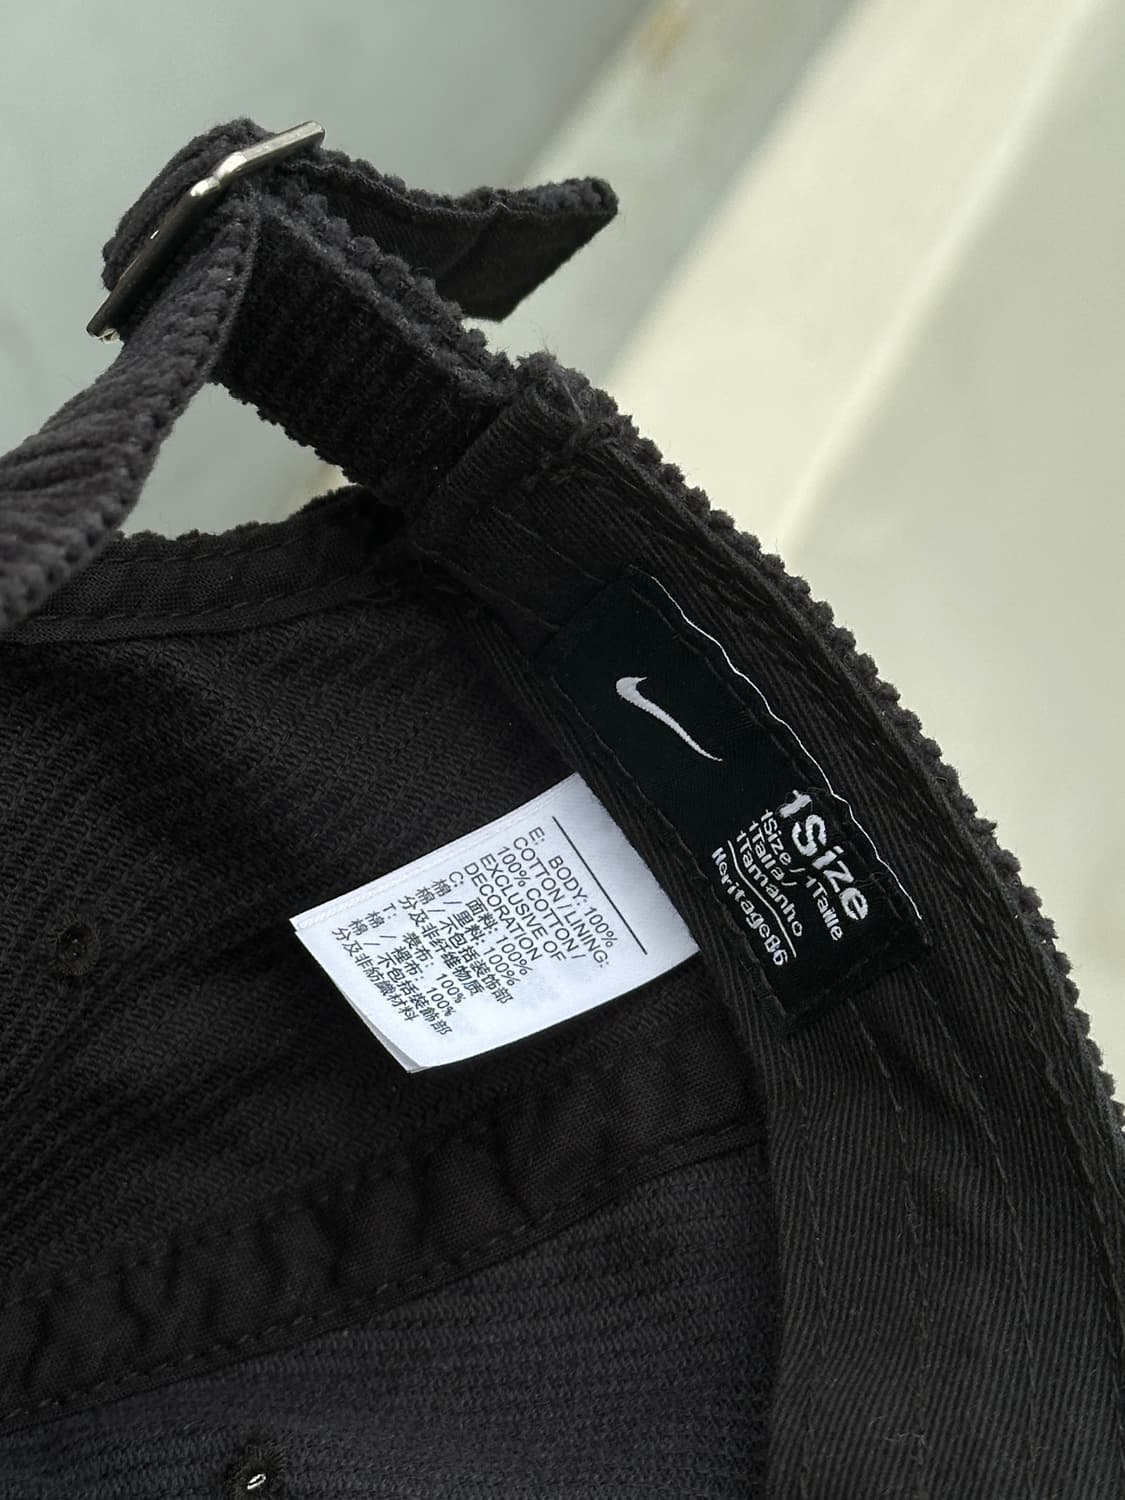 1Size
1Size / 1Taille
1Talla/
1Tamanho
Heritage86
E: BODY: 100%
COTTON / LINING:
100% COTTON /
EXCLUSIVE OF
DECORATION
C: 面料: 100%
棉 / 里料: 100%
棉 / 不包括装饰部
分及非纤维物质
T: 表布: 100%
棉 / 裡布: 100%
棉 / 不包括裝飾部
分及非紡織材料